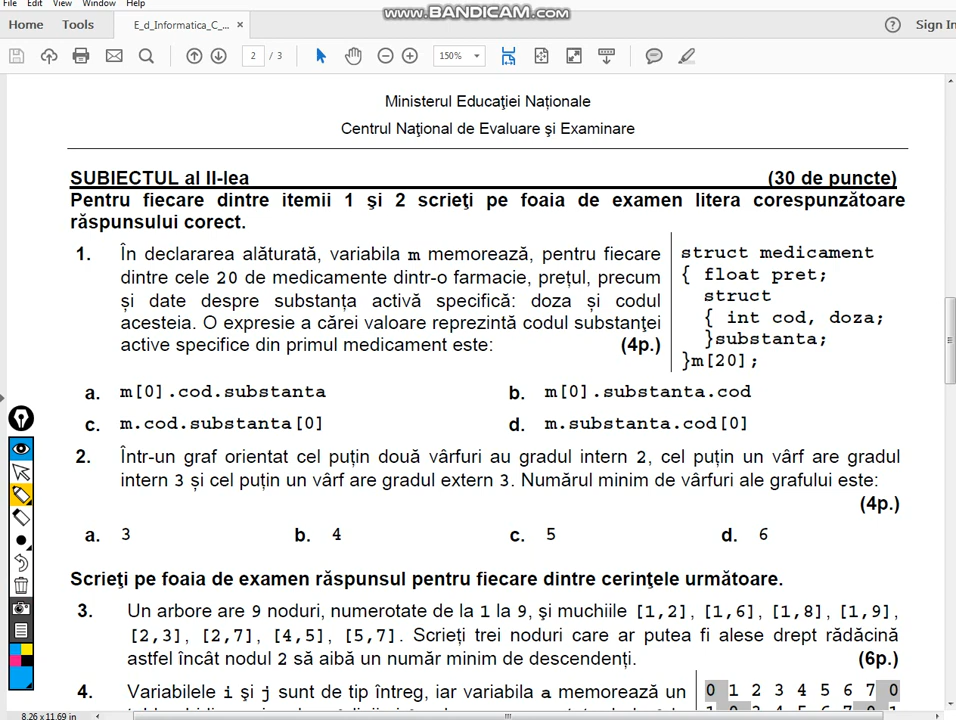 File Edit View Window Help
www.BANDICAM.com
Home Tools E_d_Informatica_C_... × Sign In
2 / 3 150%
Ministerul Educaţiei Naționale
Centrul Naţional de Evaluare şi Examinare
SUBIECTUL al II-lea (30 de puncte)
Pentru fiecare dintre itemii 1 şi 2 scrieţi pe foaia de examen litera corespunzătoare
răspunsului corect.
1. În declararea alăturată, variabila m memorează, pentru fiecare
dintre cele 20 de medicamente dintr-o farmacie, prețul, precum
și date despre substanța activă specifică: doza și codul
acesteia. O expresie a cărei valoare reprezintă codul substanţei
active specifice din primul medicament este: (4p.)
struct medicament
{ float pret;
struct
{ int cod, doza;
}substanta;
}m[20];
a. m[0].cod.substanta b. m[0].substanta.cod
c. m.cod.substanta[0] d. m.substanta.cod[0]
2. Într-un graf orientat cel puțin două vârfuri au gradul intern 2, cel puțin un vârf are gradul
intern 3 și cel puțin un vârf are gradul extern 3. Numărul minim de vârfuri ale grafului este:
(4p.)
a. 3 b. 4 c. 5 d. 6
Scrieţi pe foaia de examen răspunsul pentru fiecare dintre cerinţele următoare.
3. Un arbore are 9 noduri, numerotate de la 1 la 9, şi muchiile [1,2], [1,6], [1,8], [1,9],
[2,3], [2,7], [4,5], [5,7]. Scrieți trei noduri care ar putea fi alese drept rădăcină
astfel încât nodul 2 să aibă un număr minim de descendenți. (6p.)
4. Variabilele i şi j sunt de tip întreg, iar variabila a memorează un
0 1 2 3 4 5 6 7 0
8.26 x 11.69 in